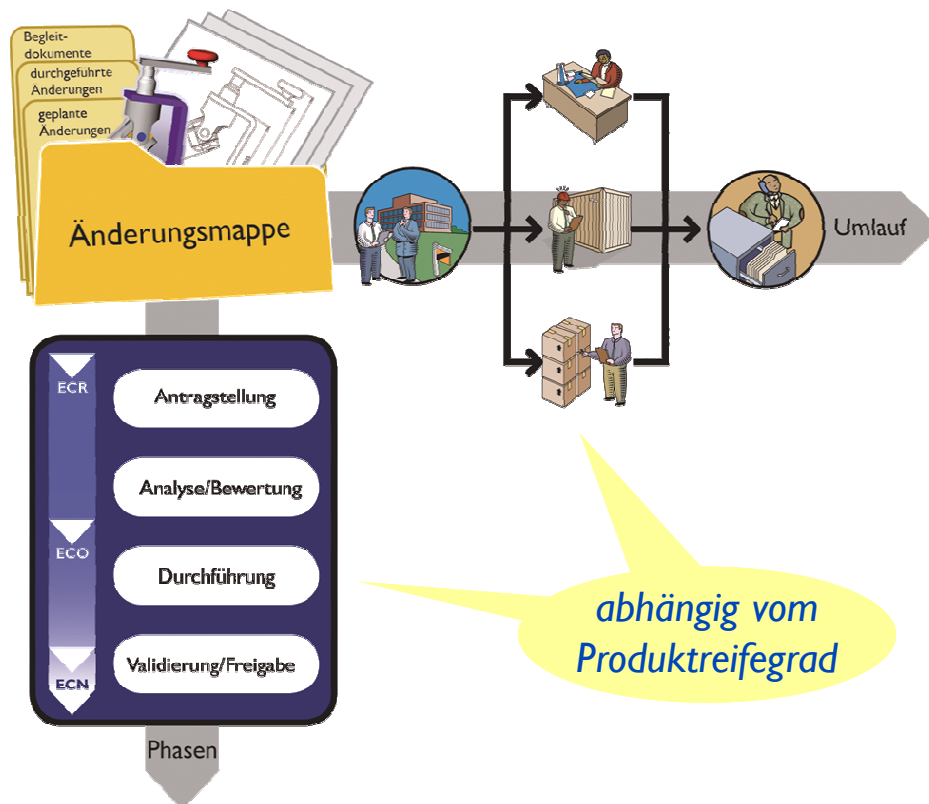 Begleit-
dokumente
durchgeführte
Änderungen
geplante
Änderungen
Änderungsmappe
Umlauf
ECR
Antragstellung
Analyse/Bewertung
ECO
Durchführung
Validierung/Freigabe
ECN
Phasen
abhängig vom
Produktreifegrad